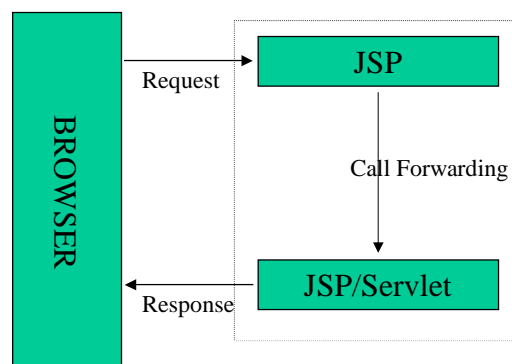 JSP
Request
BROWSER
Call Forwarding
JSP/Servlet
Response